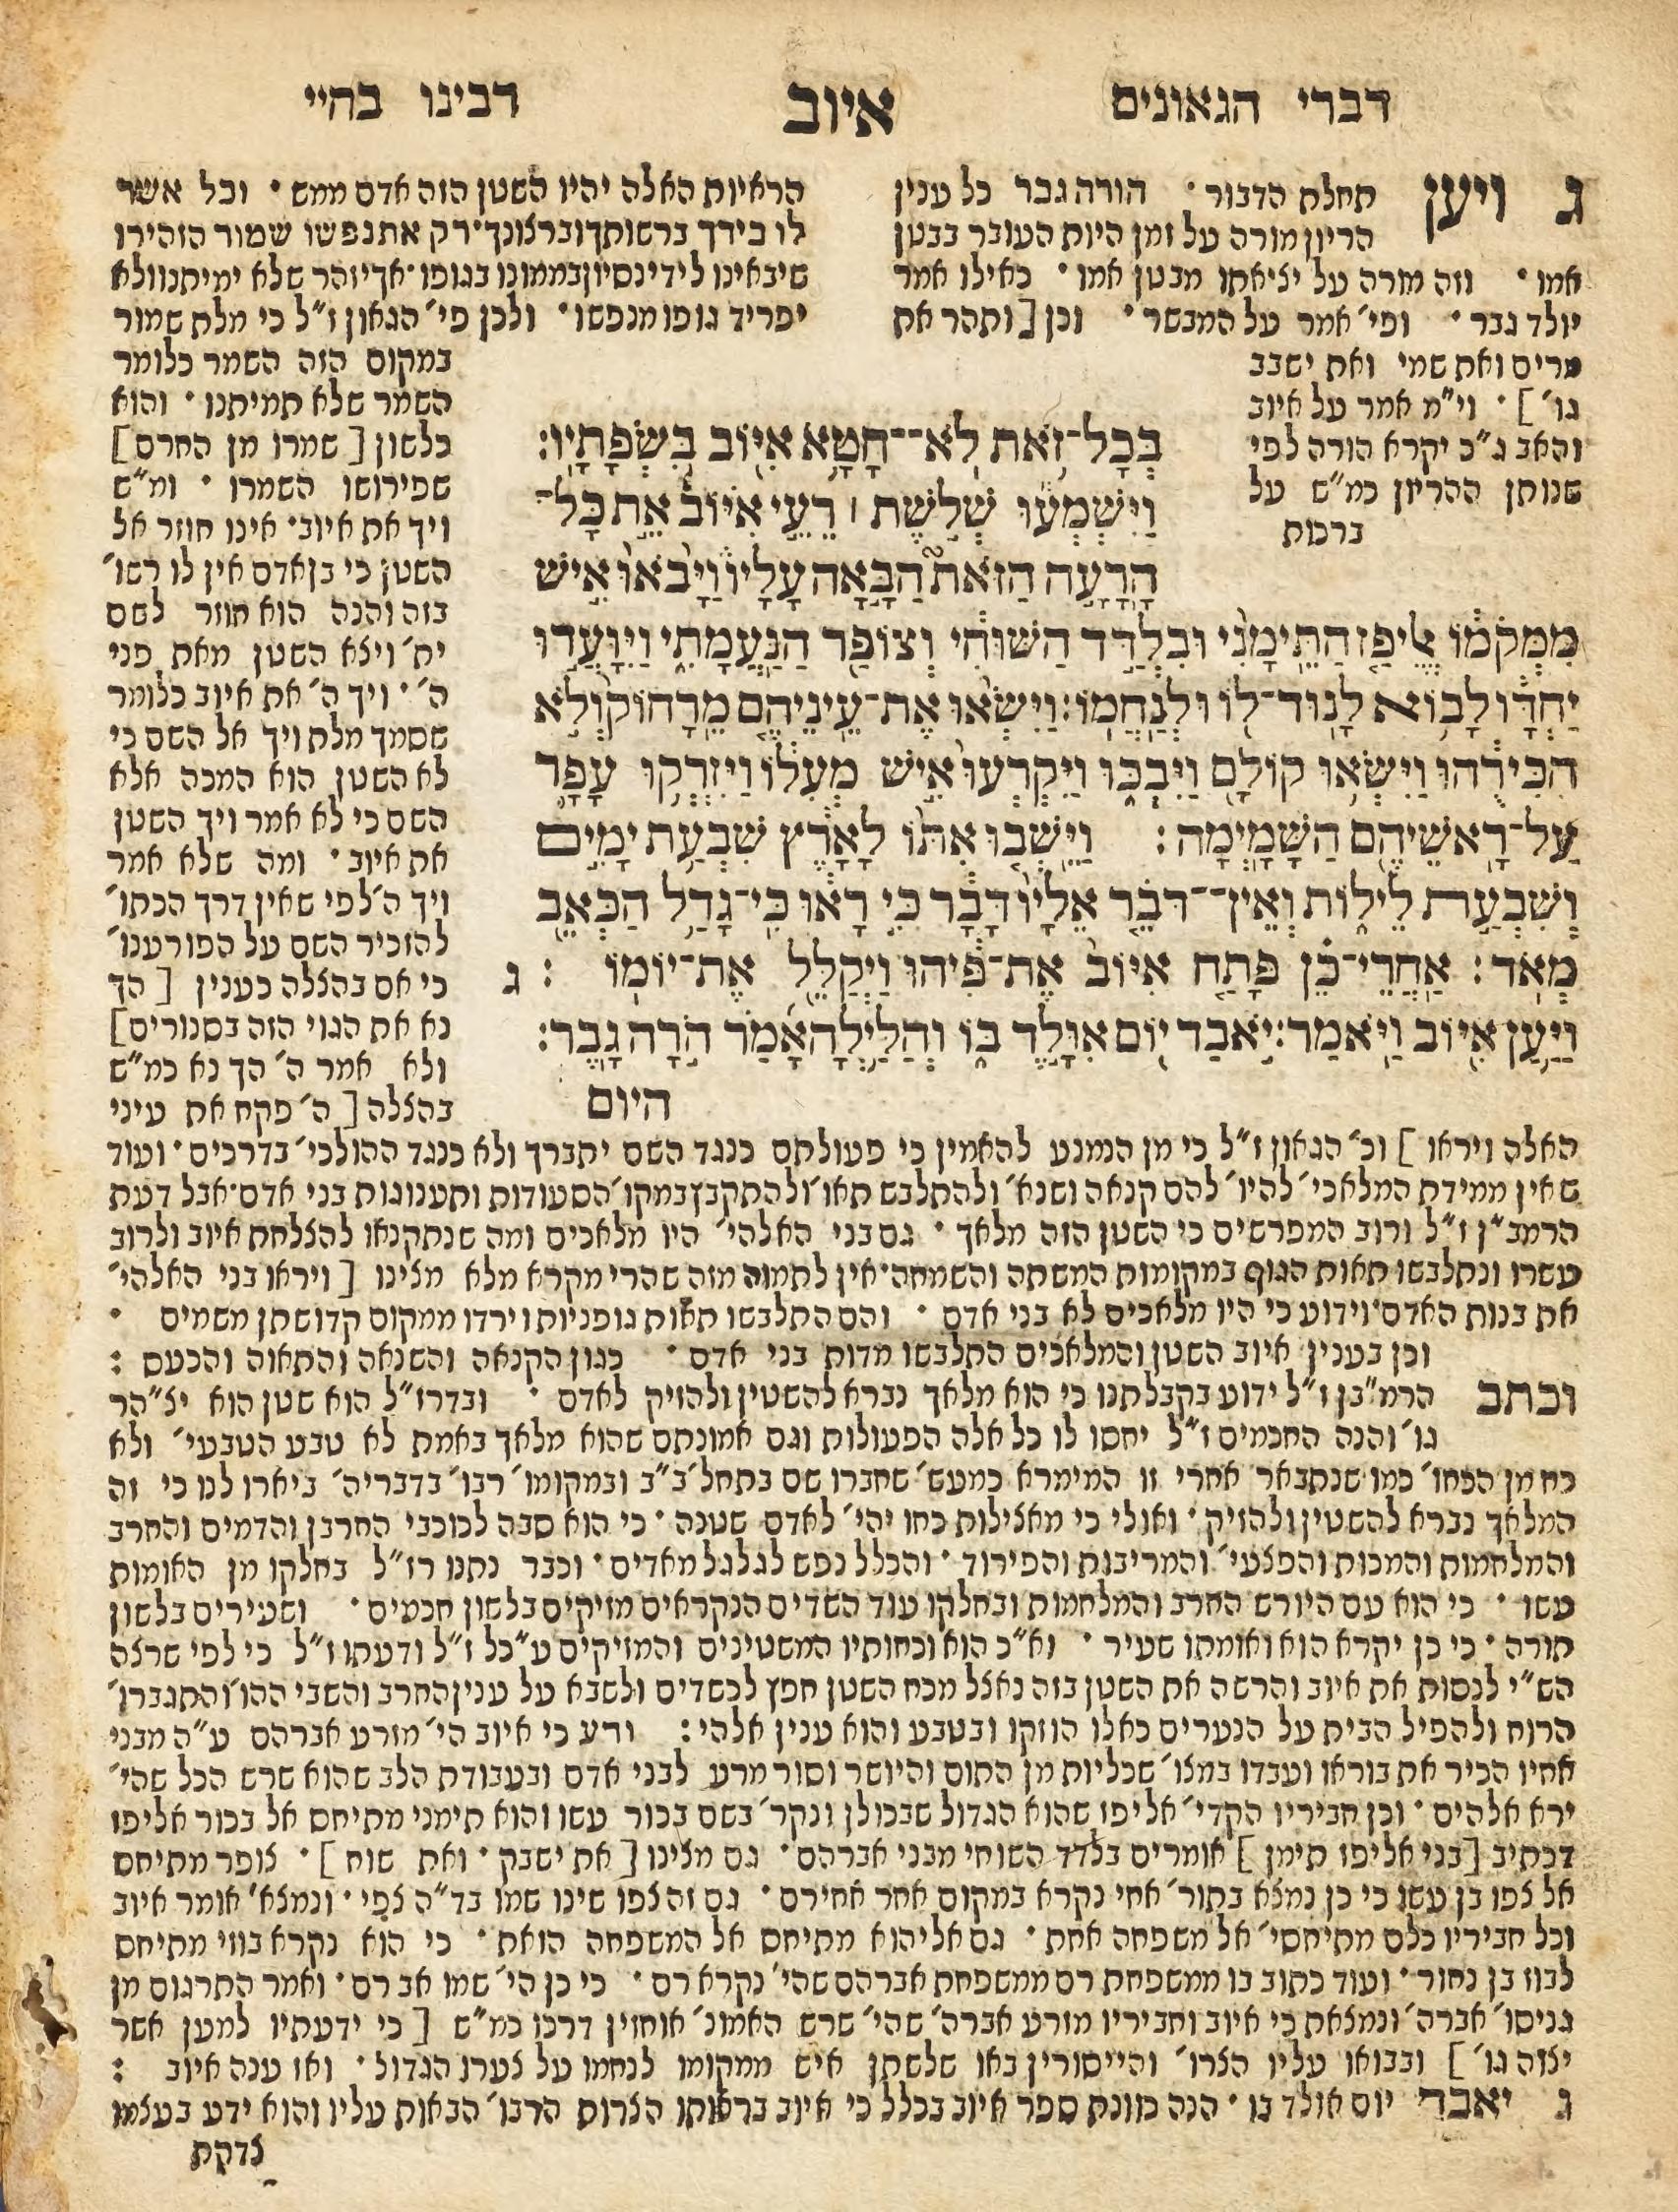 דברי הגאונים
איוב
רבינו בחיי
ג ויען תחלת הדבור· הורה גבר כל ענין
הריון מורה על זמן היות העובר בבטן
אמו· וזה מורה על יציאתו מבטן אמו· כאילו אמר
יולד גבר· ופי׳ אמר על המבשר· וכן [ותהר את
מרים ואת שמי ואת ישבב
גו׳]· וי״מ אמר על איוב
והאב ג״כ יקרא הורה לפי
שנותן ההריון כמ״ש על
ברכות
הראיות האלה יהיו השטן הזה אדם ממש· וכל אשר
לו בידך ברשותך וברצונך· רק את נפשו שמור הזהירו
שיבאינו לידי נסיון בממונו בגופו· אך יזהר שלא ימיתנו ולא
יפריד גופו מנפשו· ולכן פי׳ הגאון ז״ל כי מלת שמור
במקום הזה השמר כלומר
השמר שלא תמיתנו· והוא
כלשון [שמרו מן החרם]
שפירושו השמרו· ומ״ש
ויך את איוב· אינו חוזר אל
השטן כי בן אדם אין לו רשו׳
בזה והנה הוא חוזר לשם
ית׳ ויצא השטן מאת פני
ה׳· ויך ה׳ את איוב כלומר
שסמך מלת ויך אל השם כי
לא השטן הוא המכה אלא
השם כי לא אמר ויך השטן
את איוב· ומה שלא אמר
ויך ה׳ לפי שאין דרך הכתו׳
להזכיר השם על הפורענו׳
כי אם בהצלה כענין [הך
נא את הגוי הזה בסנורים]
ולא אמר ה׳ הך נא כמ״ש
בהצלה [ה׳ פקח את עיני
בְּכָל־זֹאת לֹא־־חָטָא אִיּוֹב בִּשְׂפָתָיו׃
וַיִּשְׁמְעוּ שְׁלֹשֶׁת ׀ רֵעֵי אִיּוֹב אֵת כָּל־
הָרָעָה הַזֹּאת הַבָּאָה עָלָיו וַיָּבֹאוּ אִישׁ
מִמְּקֹמוֹ אֱלִיפַז הַתֵּימָנִי וּבִלְדַּד הַשּׁוּחִי וְצוֹפַר הַנַּעֲמָתִי וַיִּוָּעֲדוּ
יַחְדָּו לָבוֹא לָנוּד־לוֹ וּלְנַחֲמוֹ׃ וַיִּשְׂאוּ אֶת־עֵינֵיהֶם מֵרָחוֹק וְלֹא
הִכִּירֻהוּ וַיִּשְׂאוּ קוֹלָם וַיִּבְכּוּ וַיִּקְרְעוּ אִישׁ מְעִלוֹ וַיִּזְרְקוּ עָפָר
עַל־רָאשֵׁיהֶם הַשָּׁמָיְמָה׃ וַיֵּשְׁבוּ אִתּוֹ לָאָרֶץ שִׁבְעַת יָמִים
וְשִׁבְעַת לֵילוֹת וְאֵין־־דֹּבֵר אֵלָיו דָּבָר כִּי רָאוּ כִּי־גָדַל הַכְּאֵב
מְאֹד׃ אַחֲרֵי־כֵן פָּתַח אִיּוֹב אֶת־פִּיהוּ וַיְקַלֵּל אֶת־יוֹמוֹ׃ ג
וַיַּעַן אִיּוֹב וַיֹּאמַר׃ יֹאבַד יוֹם אִוָּלֶד בּוֹ וְהַלַּיְלָה אָמַר הֹרָה גָבֶר׃
היום
האלה ויראו] וכ׳ הגאון ז״ל כי מן הנמנע להאמין כי פעולתם כנגד השם יתברך ולא כנגד ההולכי׳ בדרכים· ועוד
שאין ממידת המלאכי׳ להיו׳ להם קנאה ושנא׳ ולהתלבש תאו׳ ולהתקבץ במקו׳ הסעודות ותענוגות בני אדם· אבל דעת
הרמב״ן ז״ל ורוב המפרשים כי השטן הזה מלאך· גם בני האלהי׳ היו מלאכים ומה שנתקנאו להצלחת איוב ולרוב
עשרו ונתלבשו תאות הגוף במקומות המשתה והשמחה· אין לתמוה מזה שהרי מקרא מלא מצינו [ויראו בני האלהי׳
את בנות האדם· וידוע כי היו מלאכים לא בני אדם· והם התלבשו תאות גופניות וירדו ממקום קדושתן משמים·
וכן בענין איוב השטן והמלאכים התלבשו מדות בני אדם· כגון הקנאה והשנאה והתאוה והכעס׃
וכתב הרמ״בן ז״ל ידוע בקבלתנו כי הוא מלאך נברא להשטין ולהזיק לאדם· ובדרז״ל הוא שטן הוא יצ״הר
גו׳ והנה החכמים ז״ל יחסו לו כל אלה הפעולות וגם אמונתם שהוא מלאך באמת לא טבע הטבעי׳ ולא
כח מן הכחו׳ כמו שנתבאר אחרי זו המימרא כמעש׳ שחברו שם בתחל׳ ב״ב ובמקומו׳ רבו׳ בדבריה׳ ביארו לנו כי זה
המלאך נברא להשטין ולהזיק· ואולי כי מאצילות כחו יהי׳ לאדם שטנה· כי הוא סבה לכוכבי החרבן והדמים והחרב
והמלחמות והמכות והפצעי׳ והמריבות והפירוד· והכלל נפש לגלגל מאדים· וכבר נתנו רז״ל בחלקו מן האומות
עשו· כי הוא עם היורש החרב והמלחמות ובחלקו עוד השדים הנקראים מזיקים בלשון חכמים· ושעירים בלשון
תורה· כי כן יקרא הוא ואומתו שעיר· וא״כ הוא וכחותיו המשטינים והמזיקים ע״כל ז״ל ודעתו ז״ל כי לפי שרצה
הש״י לנסות את איוב והרשה את השטן בזה נאצל מכח השטן חפץ לכשדים ולשבא על ענין החרב והשבי ההו׳ והתגברו׳
הרוח ולהפיל הבית על הנערים כאלו הוזקו ובטבע והוא ענין אלהי׃ ודע כי איוב הי׳ מזרע אברהם ע״ה מבני
אחיו הכיר את בוראו ועבדו במצו׳ שכליות מן התום והיושר וסור מרע לבני אדם ובעבודת הלב שהוא שרש הכל שהי׳
ירא אלהים· וכן חביריו הקדי׳ אליפז שהוא הגדול שבכולן ונקר׳ בשם בכור עשו והוא תימני מתיחס אל בכור אליפז
דכתיב [בני אליפז תימן] אומרים בלדד השוחי מבני אברהם· גם מצינו [את ישבק· ואת שוח]· צופר מתיחס
אל צפו בן עשו כי כן נמצא בתור׳ אחי נקרא במקום אחר אחירם· גם זה צפו שינו שמו בד״ה צפי· ונמצא׳ אומר איוב
וכל חביריו כלם מתיחסי׳ אל משפחה אחת· גם אליהוא מתיחס אל המשפחה הזאת· כי הוא נקרא בוזי מתיחס
לבוז בן נחור· ועוד כתוב בו ממשפחת רם ממשפחת אברהם שהי׳ נקרא רם· כי כן הי׳ שמו אב רם· ואמר התרגום מן
גניסו׳ אברה׳ ונמצאת כי איוב וחביריו מזרע אברה׳ שהי׳ שרש האמונ׳ אוחזין דרכו כמ״ש [כי ידעתיו למען אשר
יצוה גו׳] ובבואו עליו הצרו׳ והייסורין באו שלשתן איש ממקומו לנחמו על צערו הגדול· ואז ענה איוב׃
ג יאבד יום אולד בו· הנה כוונת ספר איוב בכלל כי איוב בראותו הצרות הרבו׳ הבאות עליו והוא ידע בעצמו
צדקת